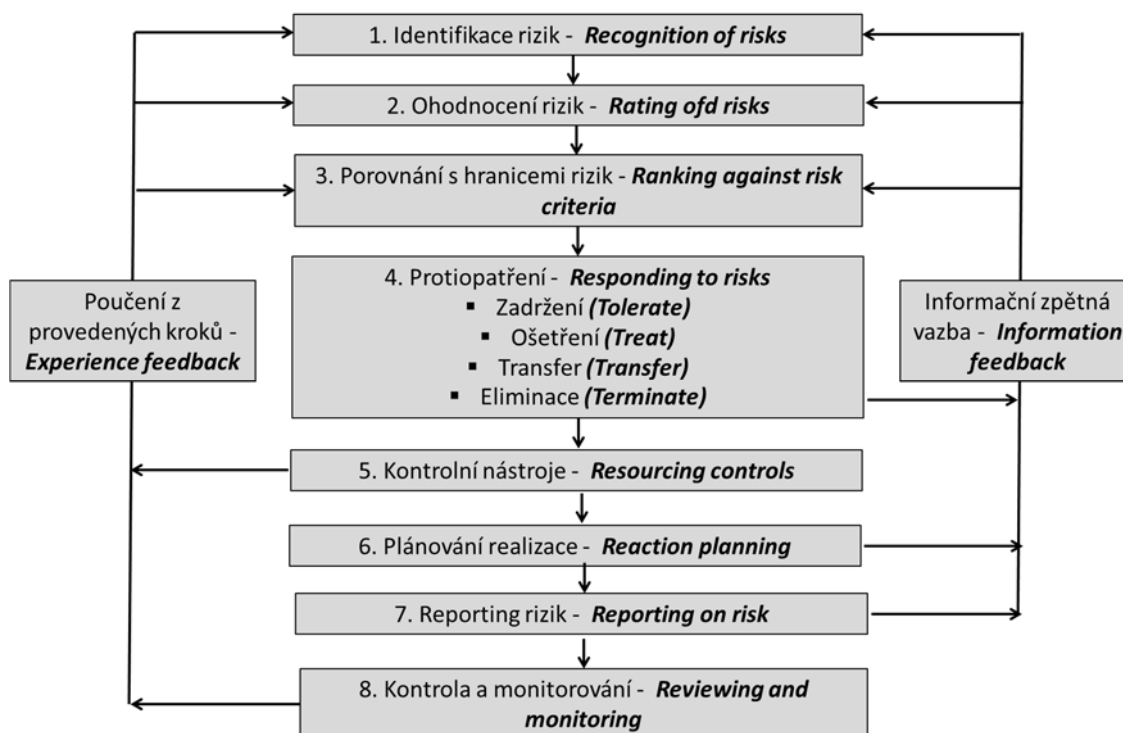 1. Identifikace rizik - Recognition of risks
2. Ohodnocení rizik - Rating ofd risks
3. Porovnání s hranicemi rizik - Ranking against risk
criteria
4. Protiopatření - Responding to risks
▪ Zadržení (Tolerate)
▪ Ošetření (Treat)
▪ Transfer (Transfer)
▪ Eliminace (Terminate)
Poučení z
provedených kroků -
Experience feedback
Informační zpětná
vazba - Information
feedback
5. Kontrolní nástroje - Resourcing controls
6. Plánování realizace - Reaction planning
7. Reporting rizik - Reporting on risk
8. Kontrola a monitorování - Reviewing and
monitoring